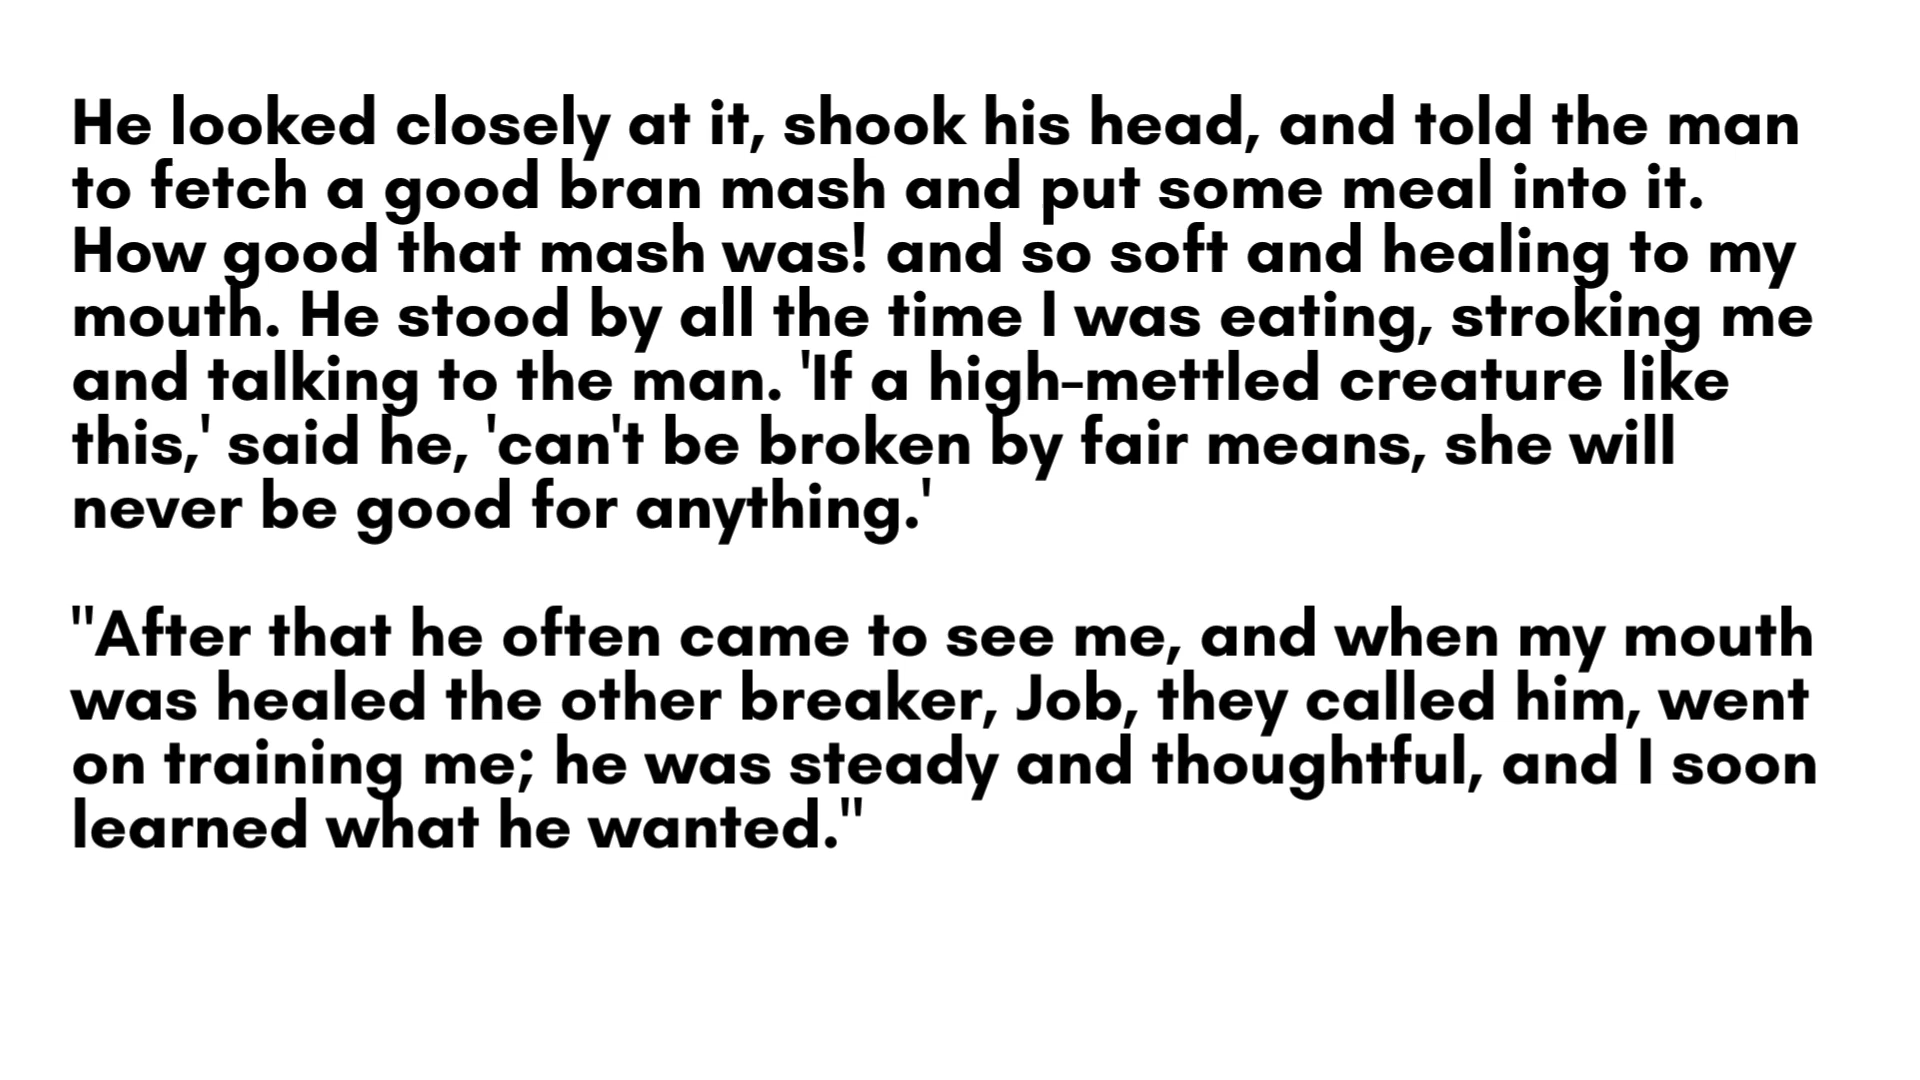 He looked closely at it, shook his head, and told the man
to fetch a good bran mash and put some meal into it.
How good that mash was! and so soft and healing to my
mouth. He stood by all the time I was eating, stroking me
and talking to the man. 'If a high-mettled creature like
this,' said he, 'can't be broken by fair means, she will
never be good for anything.'

"After that he often came to see me, and when my mouth
was healed the other breaker, Job, they called him, went
on training me; he was steady and thoughtful, and I soon
learned what he wanted."